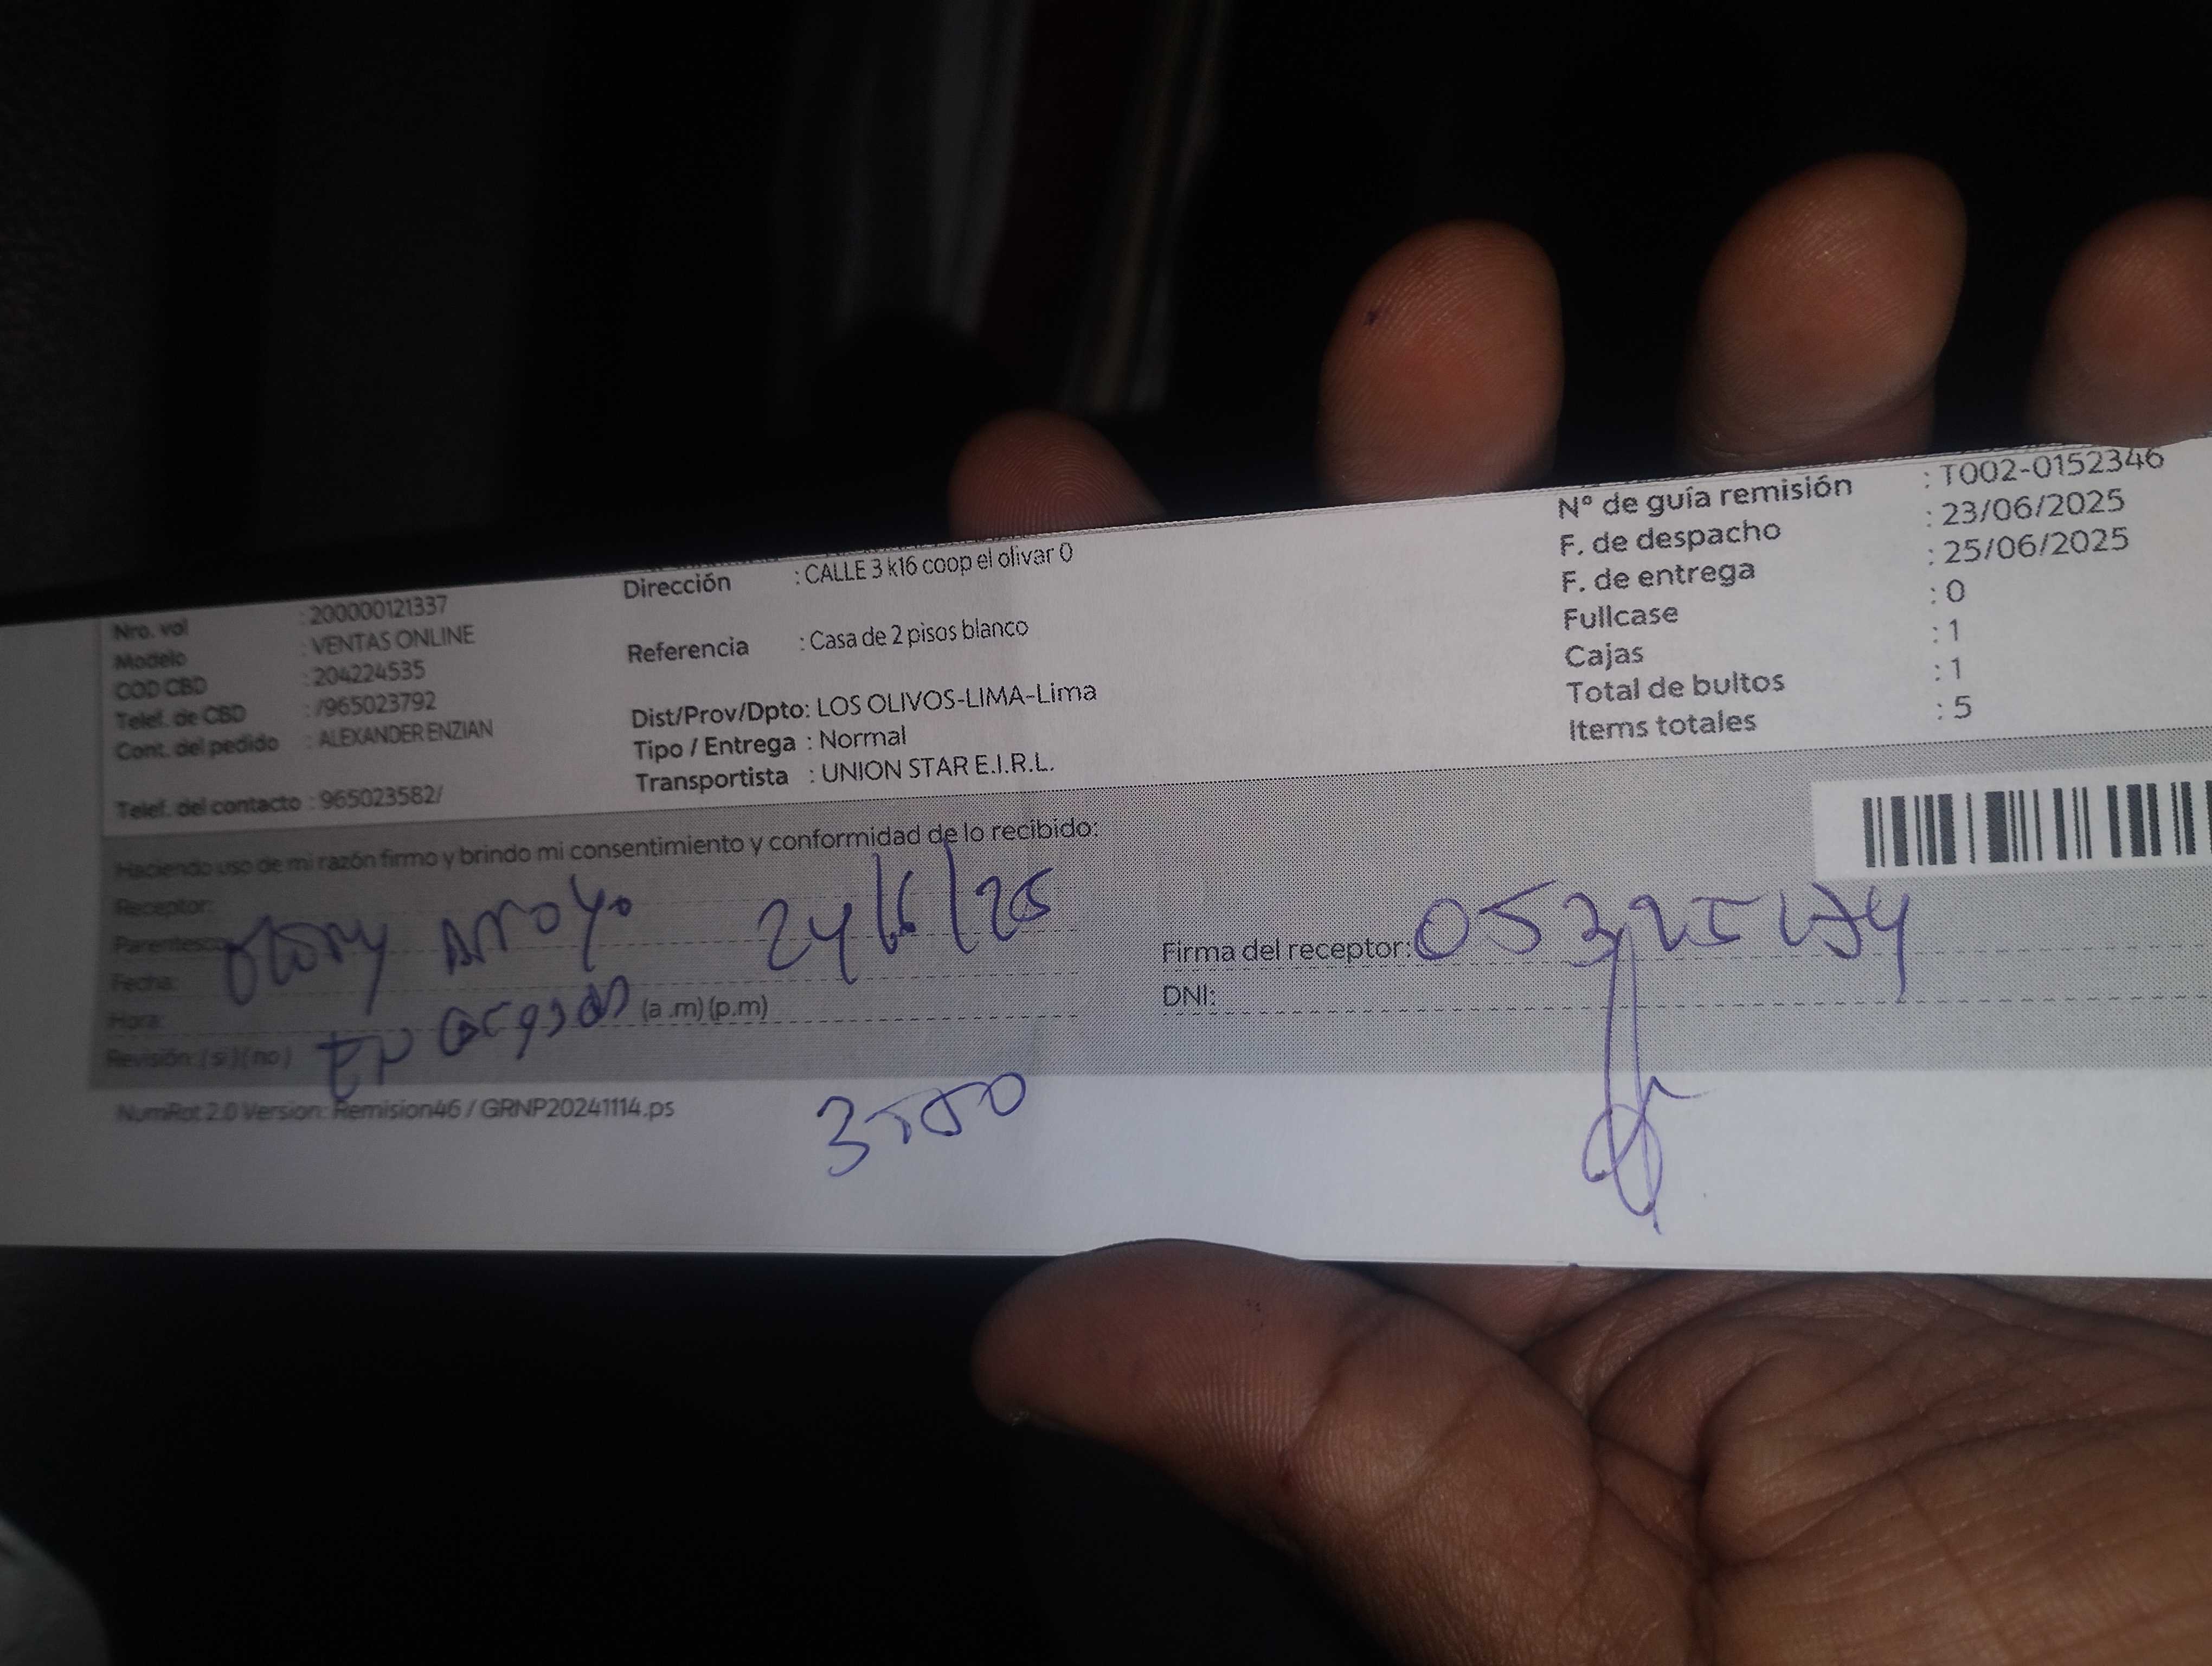 Nro. vol : 200000121337
Modelo : VENTAS ONLINE
COD CBD : 204224535
Telef. de CBD : /965023792
Cont. del pedido : ALEXANDER ENZIAN
Telef. del contacto : 965023582/
Dirección : CALLE 3 k16 coop el olivar 0
Referencia : Casa de 2 pisos blanco
Dist/Prov/Dpto: LOS OLIVOS-LIMA-Lima
Tipo / Entrega : Normal
Transportista : UNION STAR E.I.R.L.
N° de guía remisión : T002-0152346
F. de despacho : 23/06/2025
F. de entrega : 25/06/2025
Fullcase : 0
Cajas : 1
Total de bultos : 1
Items totales : 5
Haciendo uso de mi razón firmo y brindo mi consentimiento y conformidad de lo recibido:
Receptor:
Parentesco:
Arroyo 24/6/25
Fecha:
Hora: (a .m) (p.m)
Encargado
Revisión: ( si ) ( no )
Firma del receptor:
DNI:
NumRot 2.0 Version: Remision46 / GRNP20241114.ps